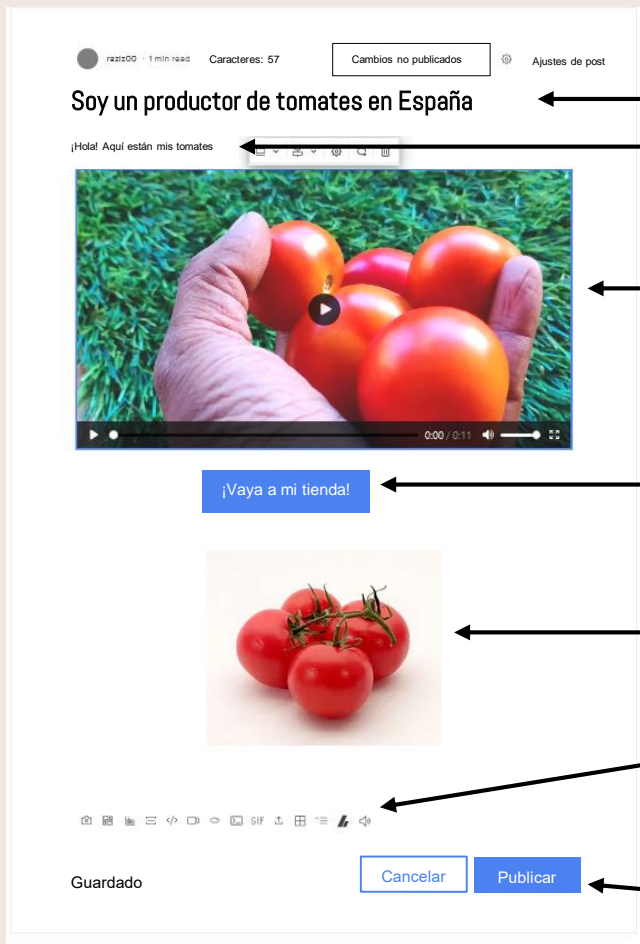 raziz00 · 1 min read
Caracteres: 57
Cambios no publicados
Ajustes de post
Soy un productor de tomates en España
¡Hola! Aquí están mis tomates
0:00 / 0:11
¡Vaya a mi tienda!
</> GIF
Guardado
Cancelar
Publicar